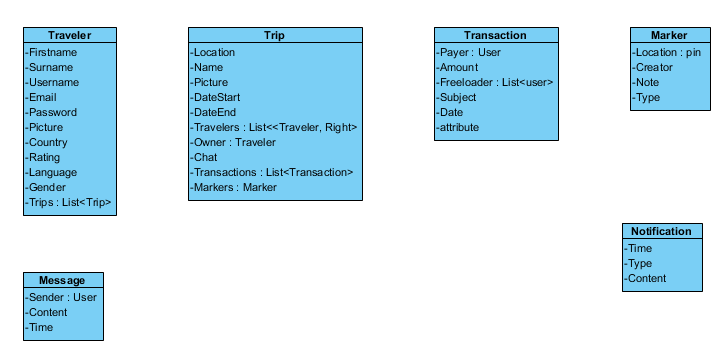 Traveler
-Firstname
-Surname
-Username
-Email
-Password
-Picture
-Country
-Rating
-Language
-Gender
-Trips : List<Trip>
Trip
-Location
-Name
-Picture
-DateStart
-DateEnd
-Travelers : List<<Traveler, Right>
-Owner : Traveler
-Chat
-Transactions : List<Transaction>
-Markers : Marker
Transaction
-Payer : User
-Amount
-Freeloader : List<user>
-Subject
-Date
-attribute
Marker
-Location : pin
-Creator
-Note
-Type
Notification
-Time
-Type
-Content
Message
-Sender : User
-Content
-Time